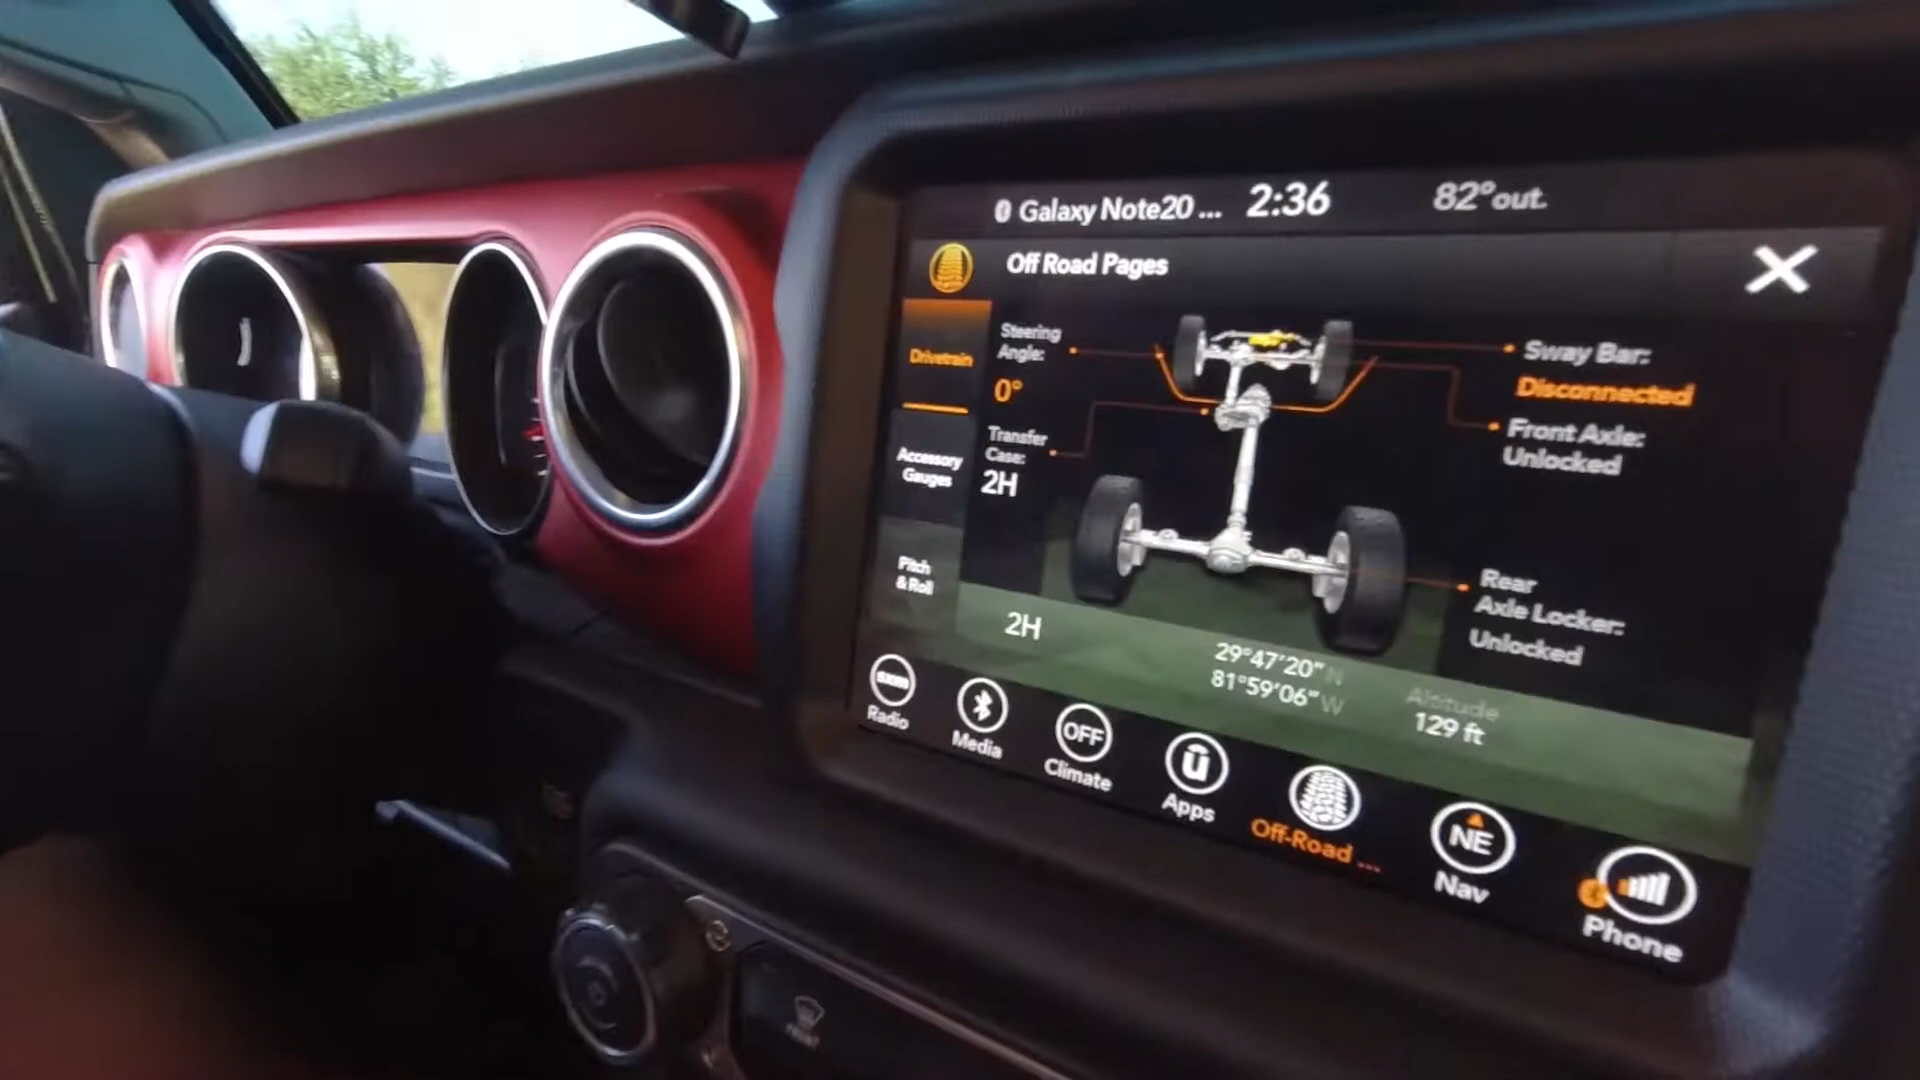 Galaxy Note20 ... 2:36 82°out.
Off Road Pages
Drivetrain
Steering
Angle:
0°
Transfer
Case:
2H
Accessory
Gauges
Pitch
& Roll
Sway Bar:
Disconnected
Front Axle:
Unlocked
Rear
Axle Locker:
Unlocked
2H
29°47'20" N
81°59'06" W
Altitude
129 ft
SXM
Radio
Media
OFF
Climate
Apps
Off-Road ...
NE
Nav
Phone